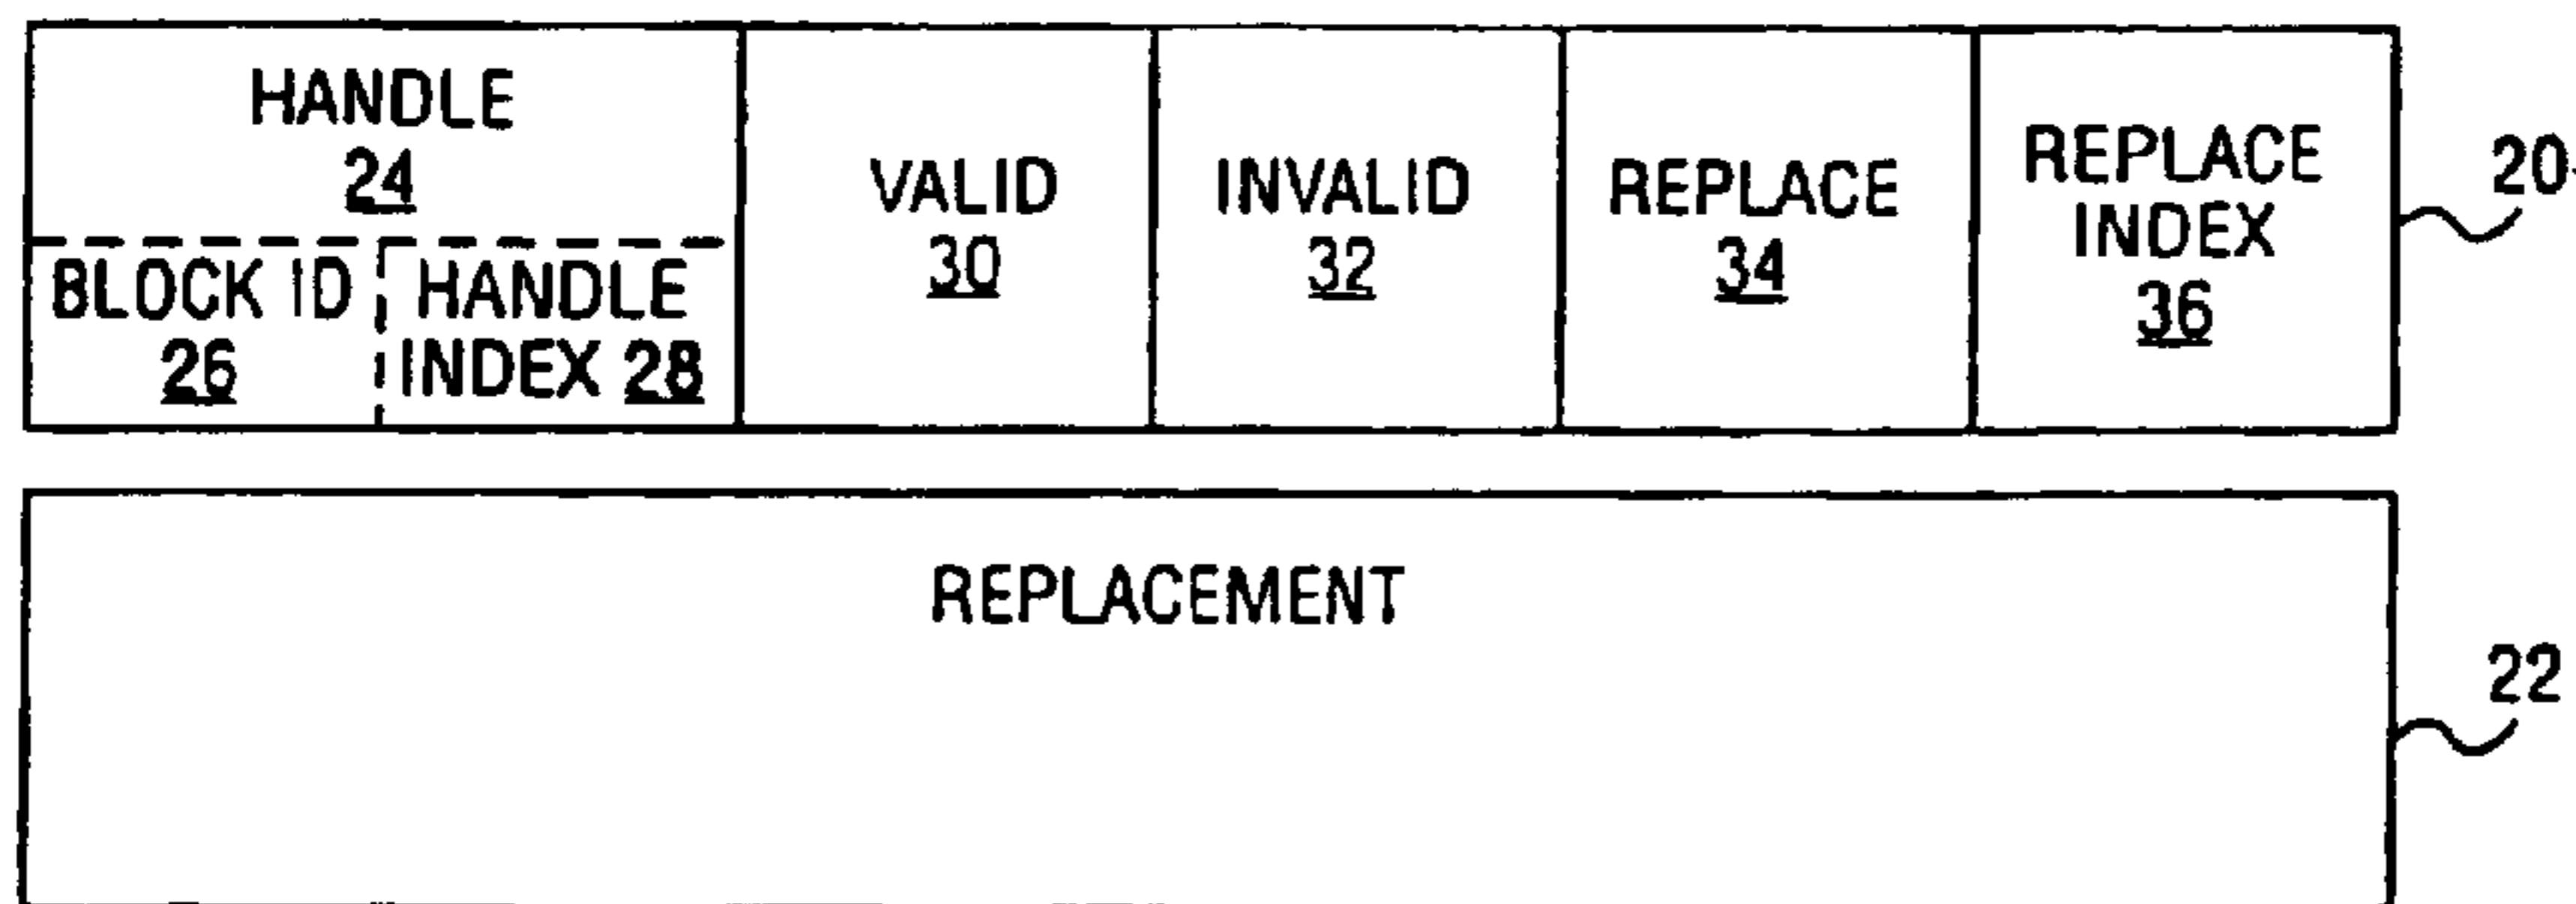 HANDLE
24
BLOCK ID
26
HANDLE
INDEX 28
VALID
30
INVALID
32
REPLACE
34
REPLACE
INDEX
36
20
REPLACEMENT
22